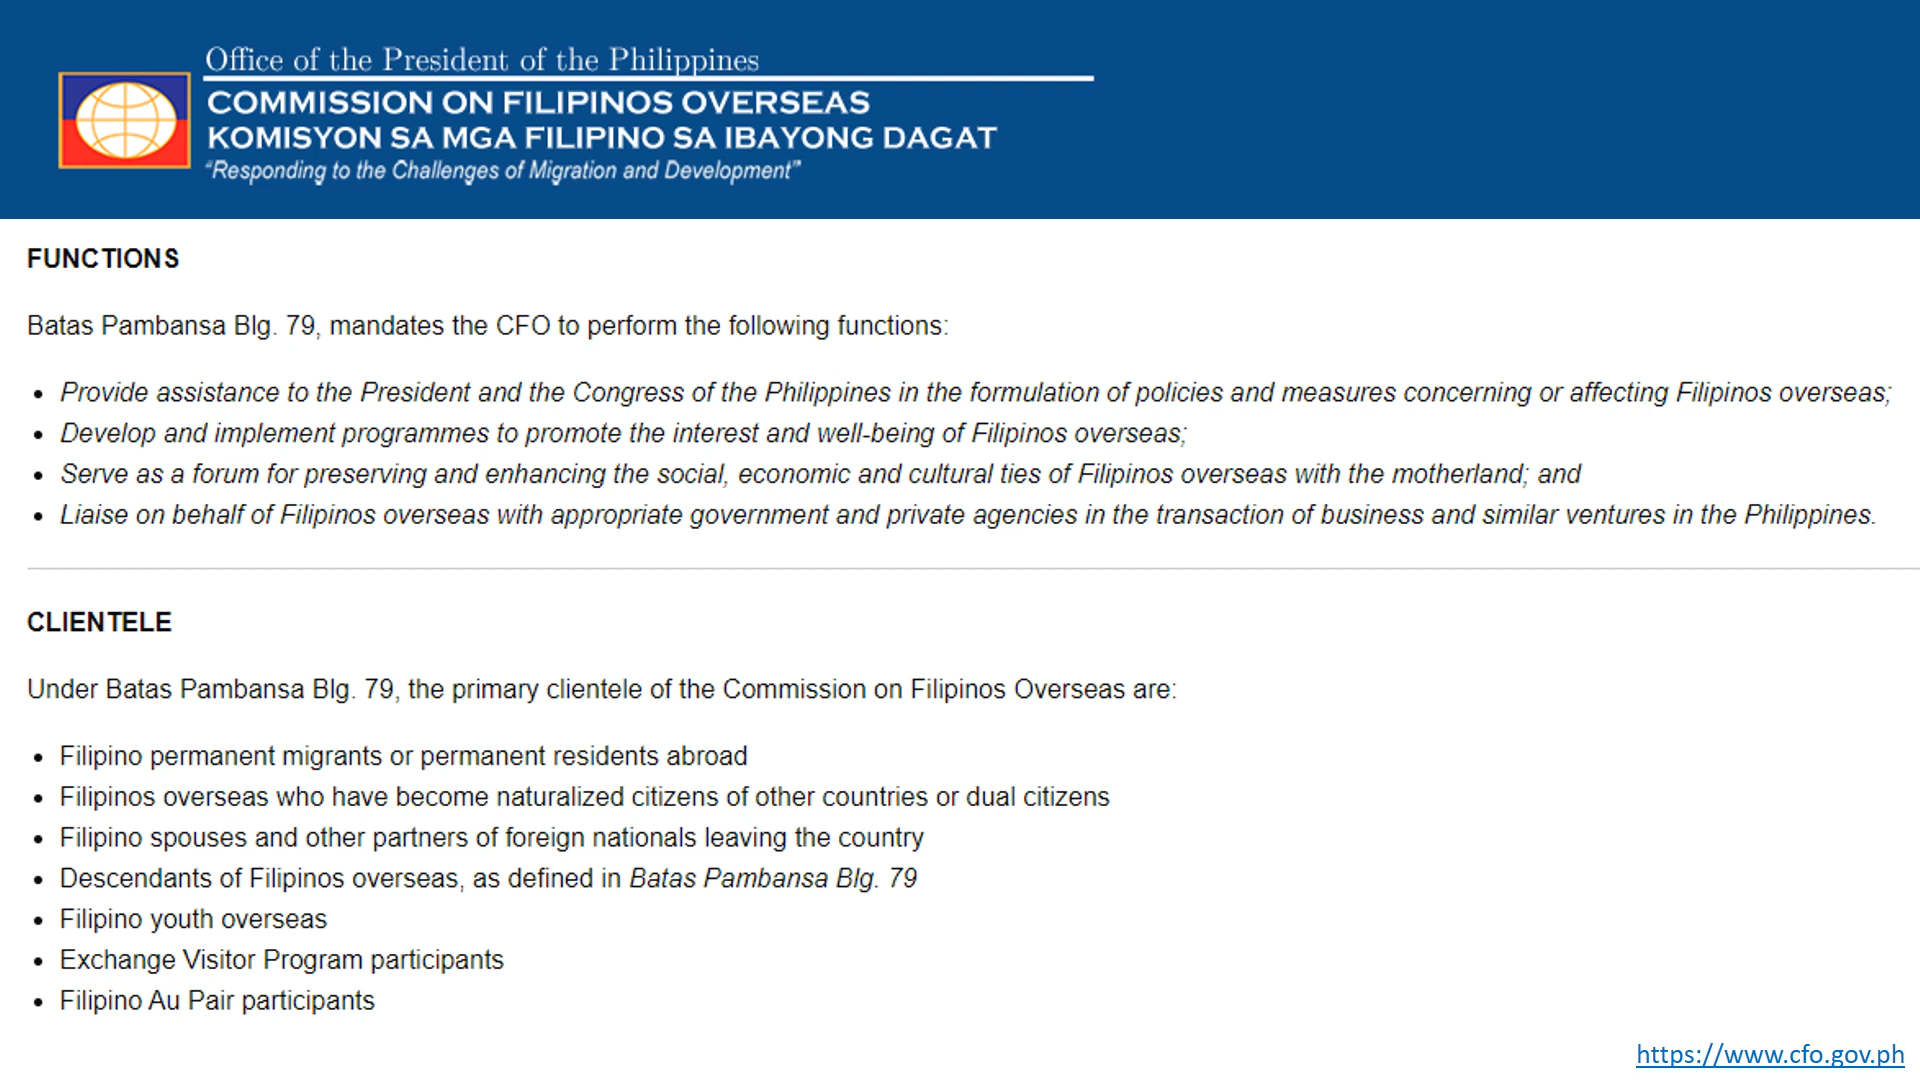 Office of the President of the Philippines
COMMISSION ON FILIPINOS OVERSEAS
KOMISYON SA MGA FILIPINO SA IBAYONG DAGAT
“Responding to the Challenges of Migration and Development”
FUNCTIONS
Batas Pambansa Blg. 79, mandates the CFO to perform the following functions:
• Provide assistance to the President and the Congress of the Philippines in the formulation of policies and measures concerning or affecting Filipinos overseas;
• Develop and implement programmes to promote the interest and well-being of Filipinos overseas;
• Serve as a forum for preserving and enhancing the social, economic and cultural ties of Filipinos overseas with the motherland; and
• Liaise on behalf of Filipinos overseas with appropriate government and private agencies in the transaction of business and similar ventures in the Philippines.
CLIENTELE
Under Batas Pambansa Blg. 79, the primary clientele of the Commission on Filipinos Overseas are:
• Filipino permanent migrants or permanent residents abroad
• Filipinos overseas who have become naturalized citizens of other countries or dual citizens
• Filipino spouses and other partners of foreign nationals leaving the country
• Descendants of Filipinos overseas, as defined in Batas Pambansa Blg. 79
• Filipino youth overseas
• Exchange Visitor Program participants
• Filipino Au Pair participants
https://www.cfo.gov.ph